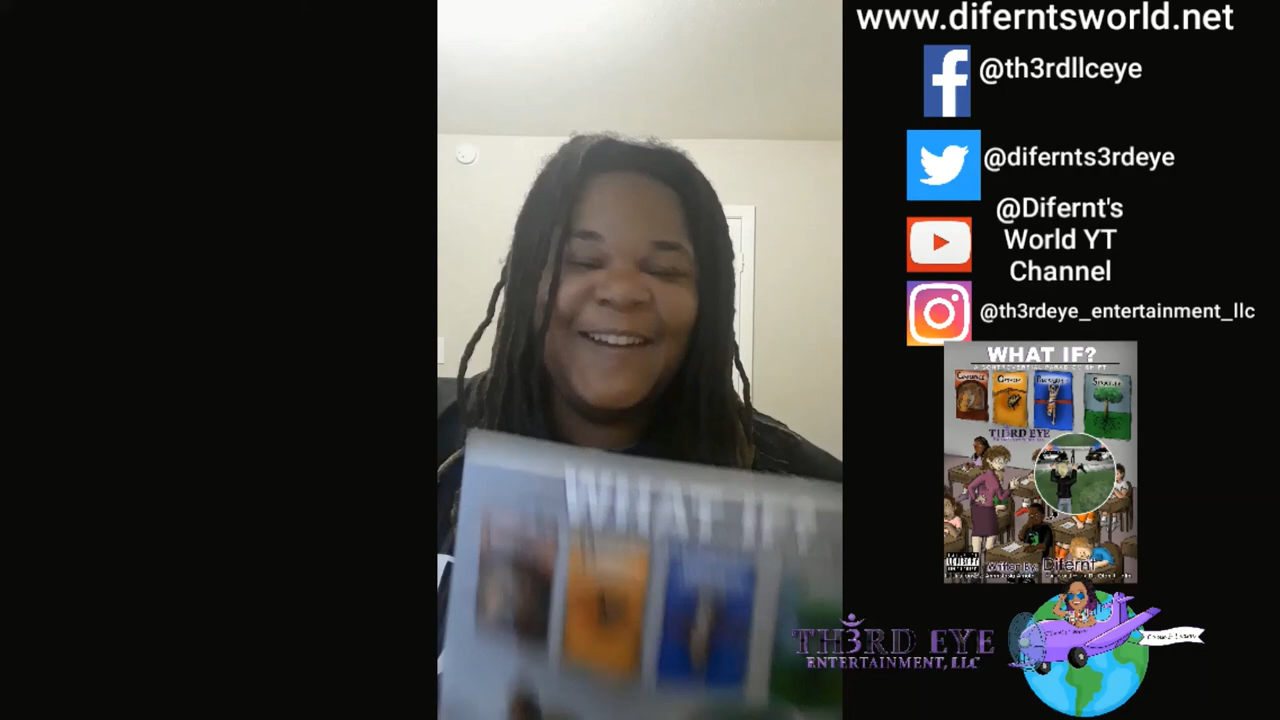 www.diferntsworld.net
@th3rdllceye
@difernts3rdeye
@Difernt's
World YT
Channel
@th3rdeye_entertainment_llc
WHAT IF?
TH3RD EYE
Written by: Difernt
WHAT IF?
TH3RD EYE
ENTERTAINMENT, LLC